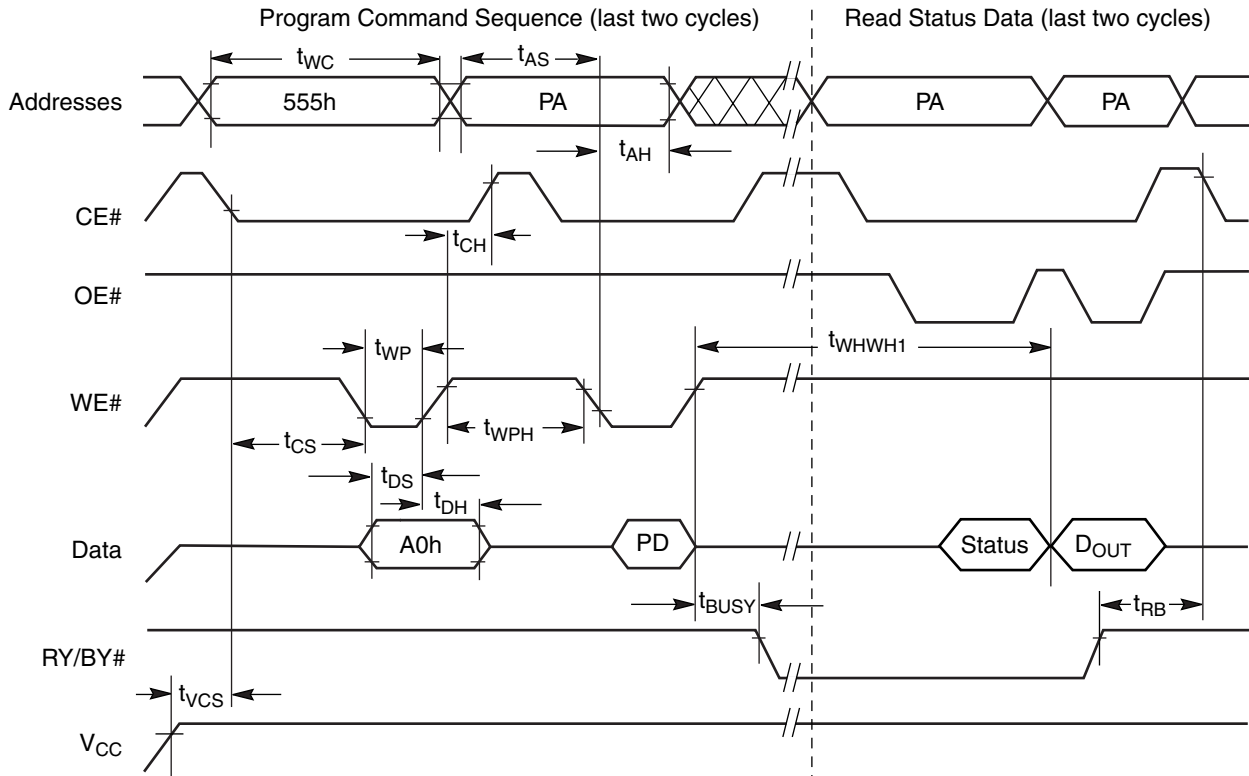 Program Command Sequence (last two cycles)
Read Status Data (last two cycles)
tWC
tAS
Addresses
555h
PA
PA
PA
tAH
CE#
tCH
OE#
tWP
tWHWH1
WE#
tCS
tWPH
tDS
tDH
Data
A0h
PD
Status
DOUT
tBUSY
tRB
RY/BY#
tVCS
VCC